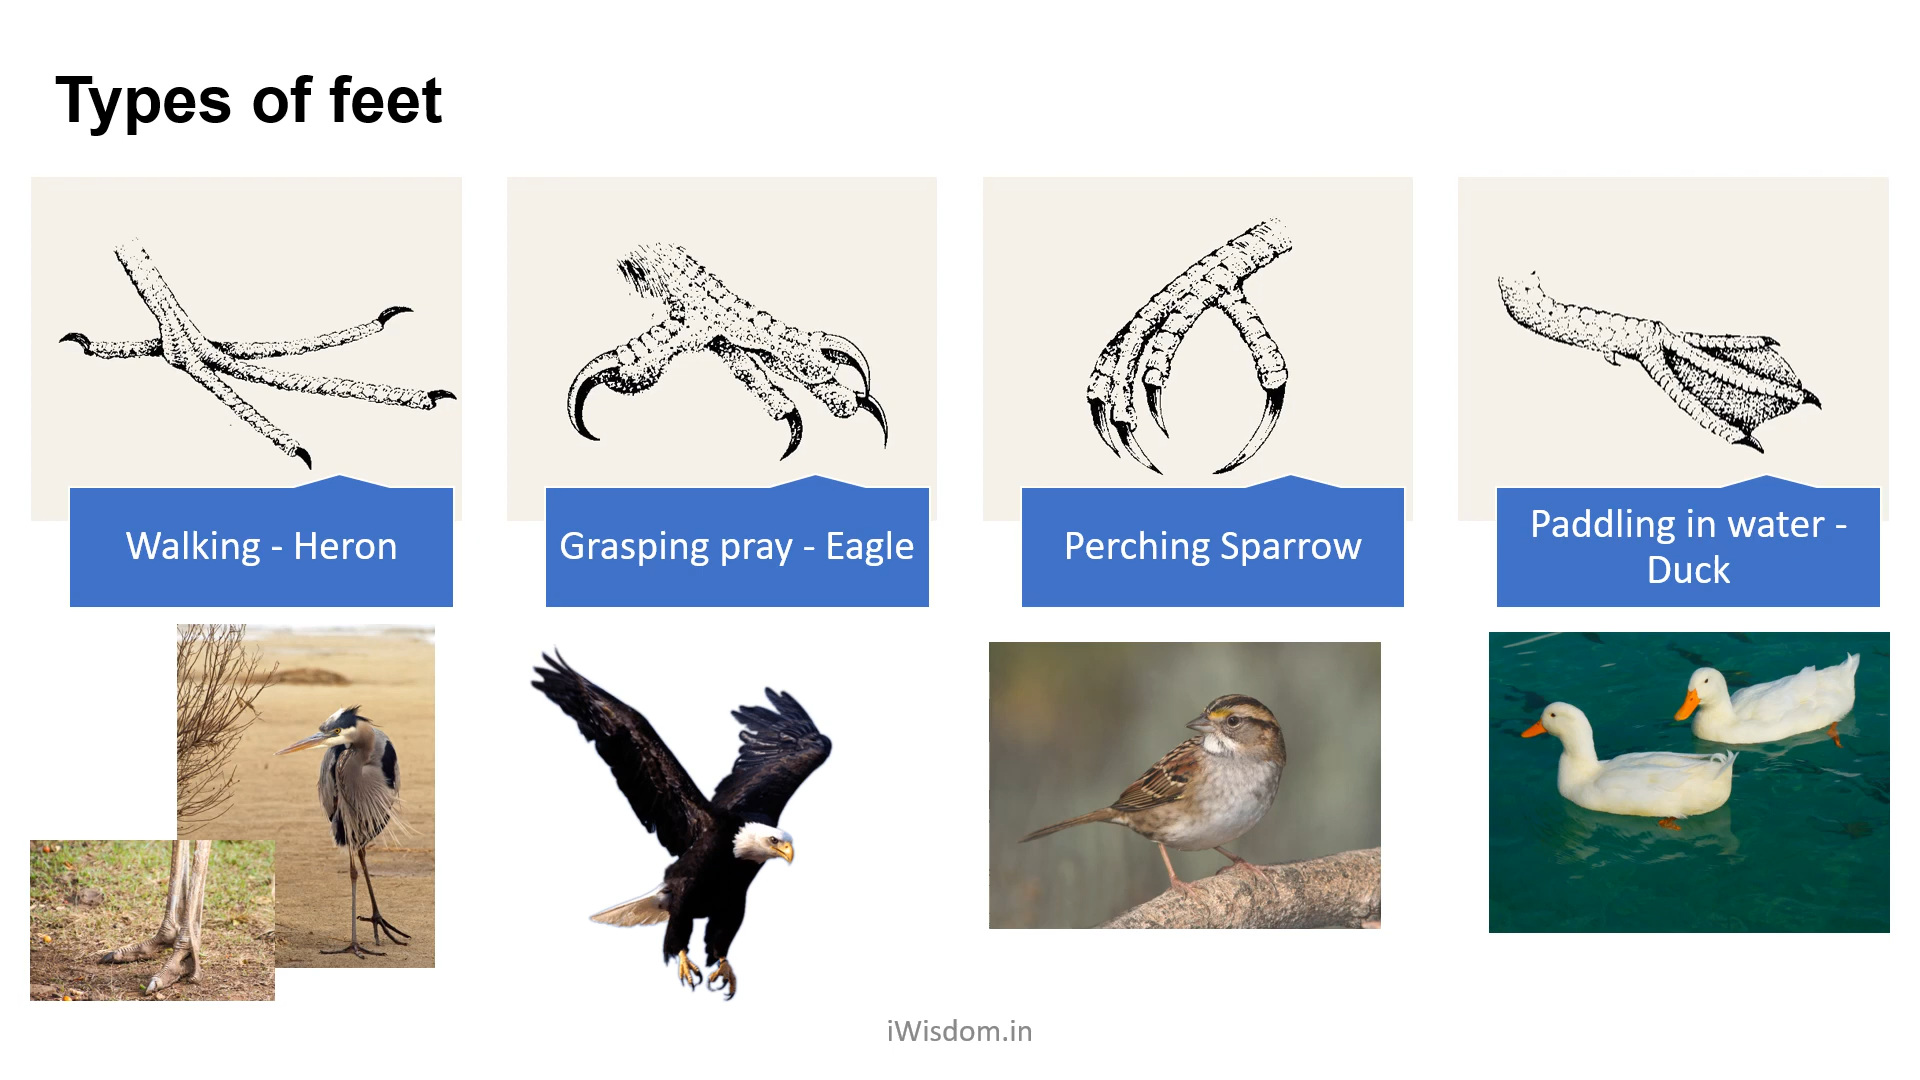 Types of feet
Walking - Heron
Grasping pray - Eagle
Perching Sparrow
Paddling in water -
Duck
iWisdom.in